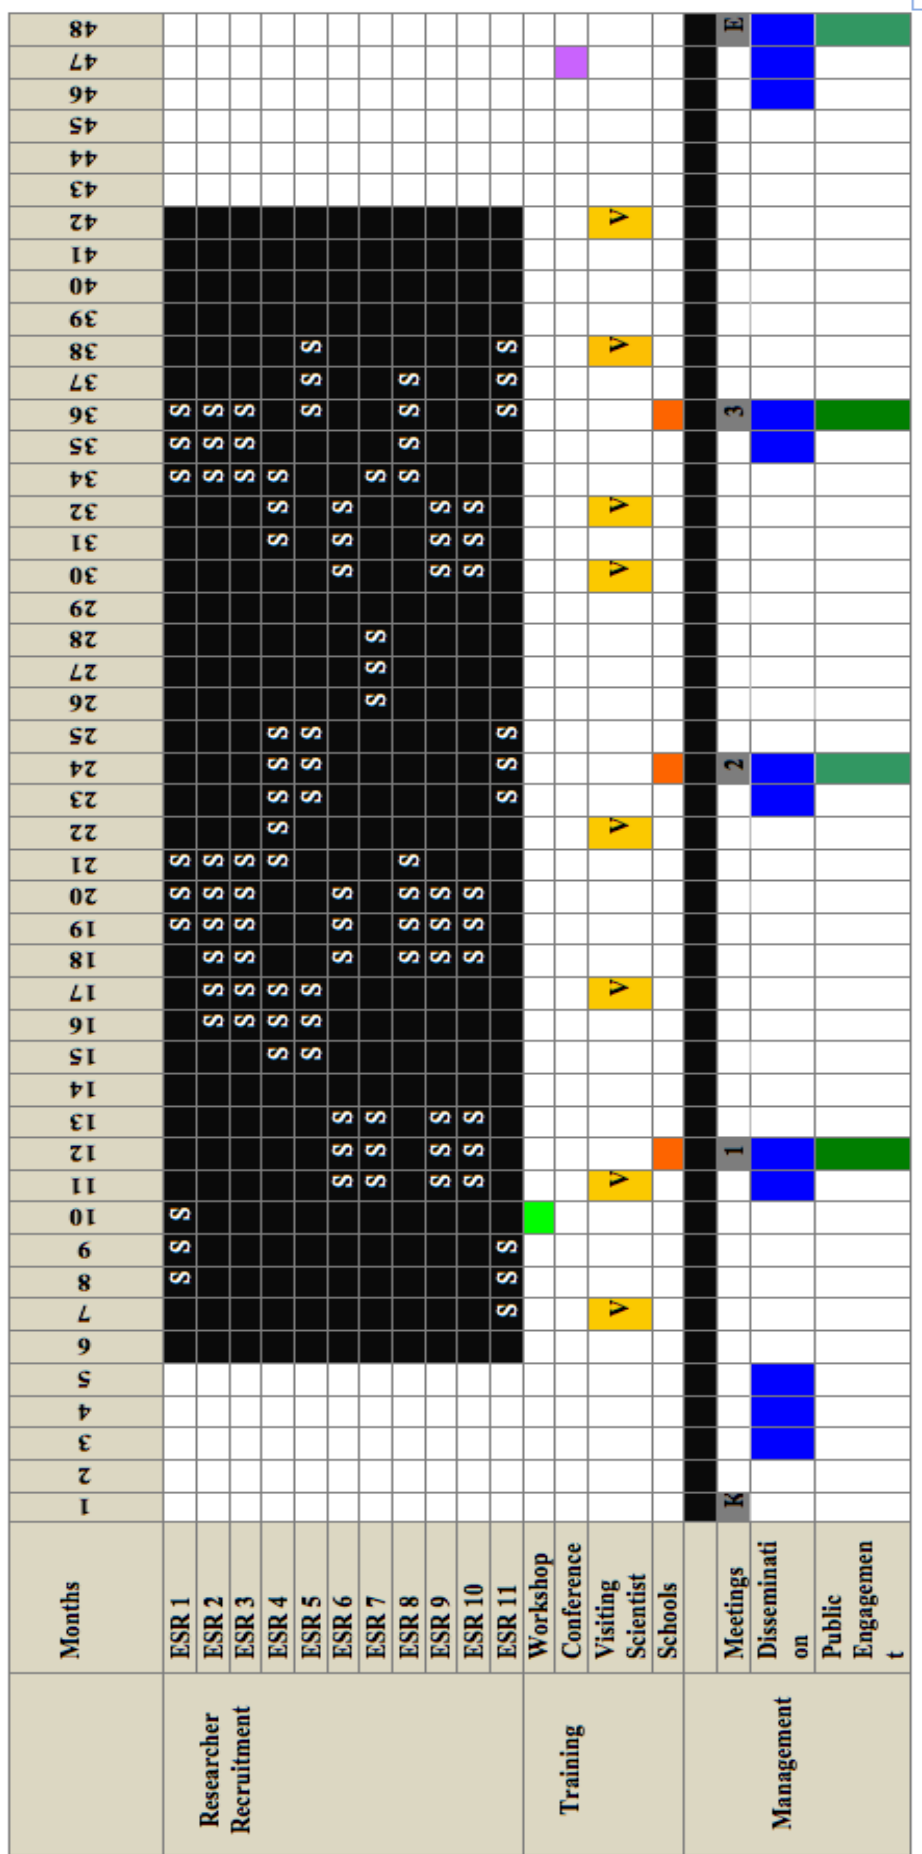 Months 1 2 3 4 5 6 7 8 9 10 11 12 13 14 15 16 17 18 19 20 21 22 23 24 25 26 27 28 29 30 31 32 34 35 36 37 38 39 40 41 42 43 44 45 46 47 48
Researcher
Recruitment
ESR 1 S S S S S S S S S
ESR 2 S S S S S S S S S
ESR 3 S S S S S S S S S
ESR 4 S S S S S S S S S S S
ESR 5 S S S S S S S S S
ESR 6 S S S S S S S S S
ESR 7 S S S S S S S
ESR 8 S S S S S S S S
ESR 9 S S S S S S S S S
ESR 10 S S S S S S S S S
ESR 11 S S S S S S S S S
Training
Workshop
Conference
Visiting
Scientist V V V V V V V V
Schools
Management
Meetings K 1 2 3 E
Disseminati
on
Public
Engagemen
t